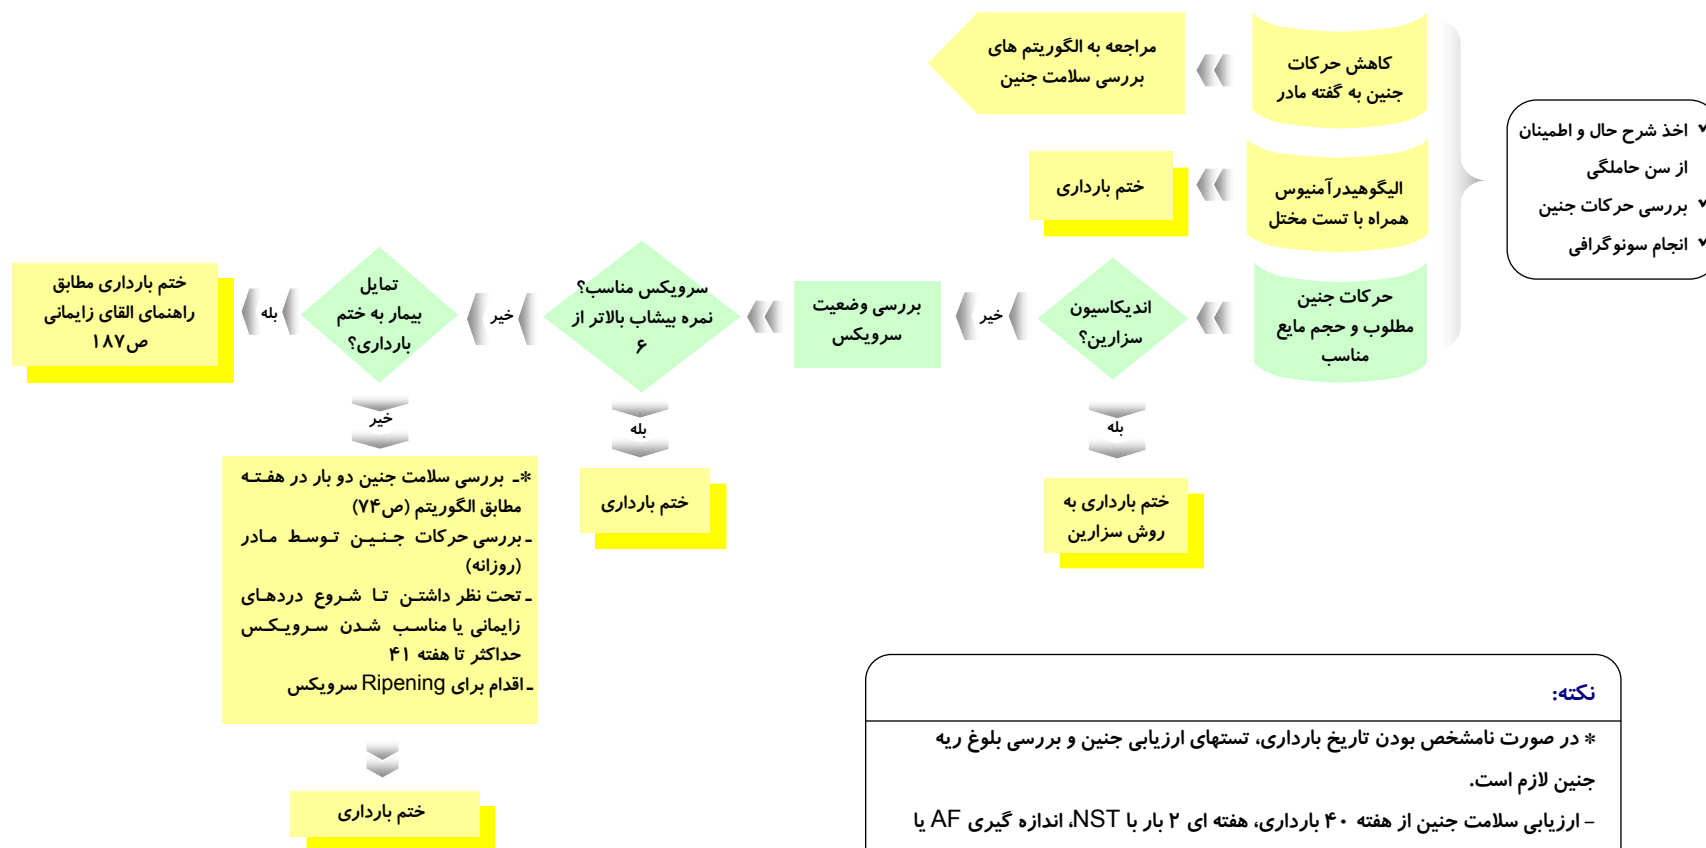 ✓ اخذ شرح حال و اطمینان
از سن حاملگی
✓ بررسی حرکات جنین
✓ انجام سونوگرافی
کاهش حرکات
جنین به گفته مادر
مراجعه به الگوریتم های
بررسی سلامت جنین
الیگوهیدرآمنیوس
همراه با تست مختل
ختم بارداری
حرکات جنین
مطلوب و حجم مایع
مناسب
اندیکاسیون
سزارین؟
بله
ختم بارداری به
روش سزارین
خیر
بررسی وضعیت
سرویکس
سرویکس مناسب؟
نمره بیشاب بالاتر از
۶
بله
ختم بارداری
خیر
تمایل
بیمار به ختم
بارداری؟
بله
ختم بارداری مطابق
راهنمای القای زایمانی
ص۱۸۷
خیر
*ـ بررسی سلامت جنین دو بار در هفته
مطابق الگوریتم (ص۷۴)
ـ بررسی حرکات جنین توسط مادر
(روزانه)
ـ تحت نظر داشتن تا شروع دردهای
زایمانی یا مناسب شدن سرویکس
حداکثر تا هفته ۴۱
ـ اقدام برای Ripening سرویکس
ختم بارداری
نکته:
* در صورت نامشخص بودن تاریخ بارداری، تستهای ارزیابی جنین و بررسی بلوغ ریه
جنین لازم است.
– ارزیابی سلامت جنین از هفته ۴۰ بارداری، هفته ای ۲ بار با NST، اندازه گیری AF یا